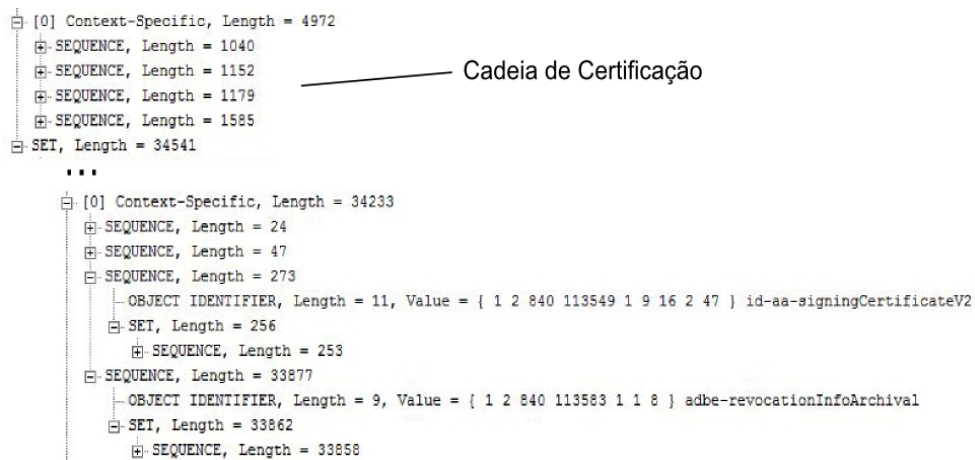 [0] Context-Specific, Length = 4972
SEQUENCE, Length = 1040
SEQUENCE, Length = 1152
SEQUENCE, Length = 1179
SEQUENCE, Length = 1585
Cadeia de Certificação
SET, Length = 34541
...
[0] Context-Specific, Length = 34233
SEQUENCE, Length = 24
SEQUENCE, Length = 47
SEQUENCE, Length = 273
OBJECT IDENTIFIER, Length = 11, Value = { 1 2 840 113549 1 9 16 2 47 } id-aa-signingCertificateV2
SET, Length = 256
SEQUENCE, Length = 253
SEQUENCE, Length = 33877
OBJECT IDENTIFIER, Length = 9, Value = { 1 2 840 113583 1 1 8 } adbe-revocationInfoArchival
SET, Length = 33862
SEQUENCE, Length = 33858